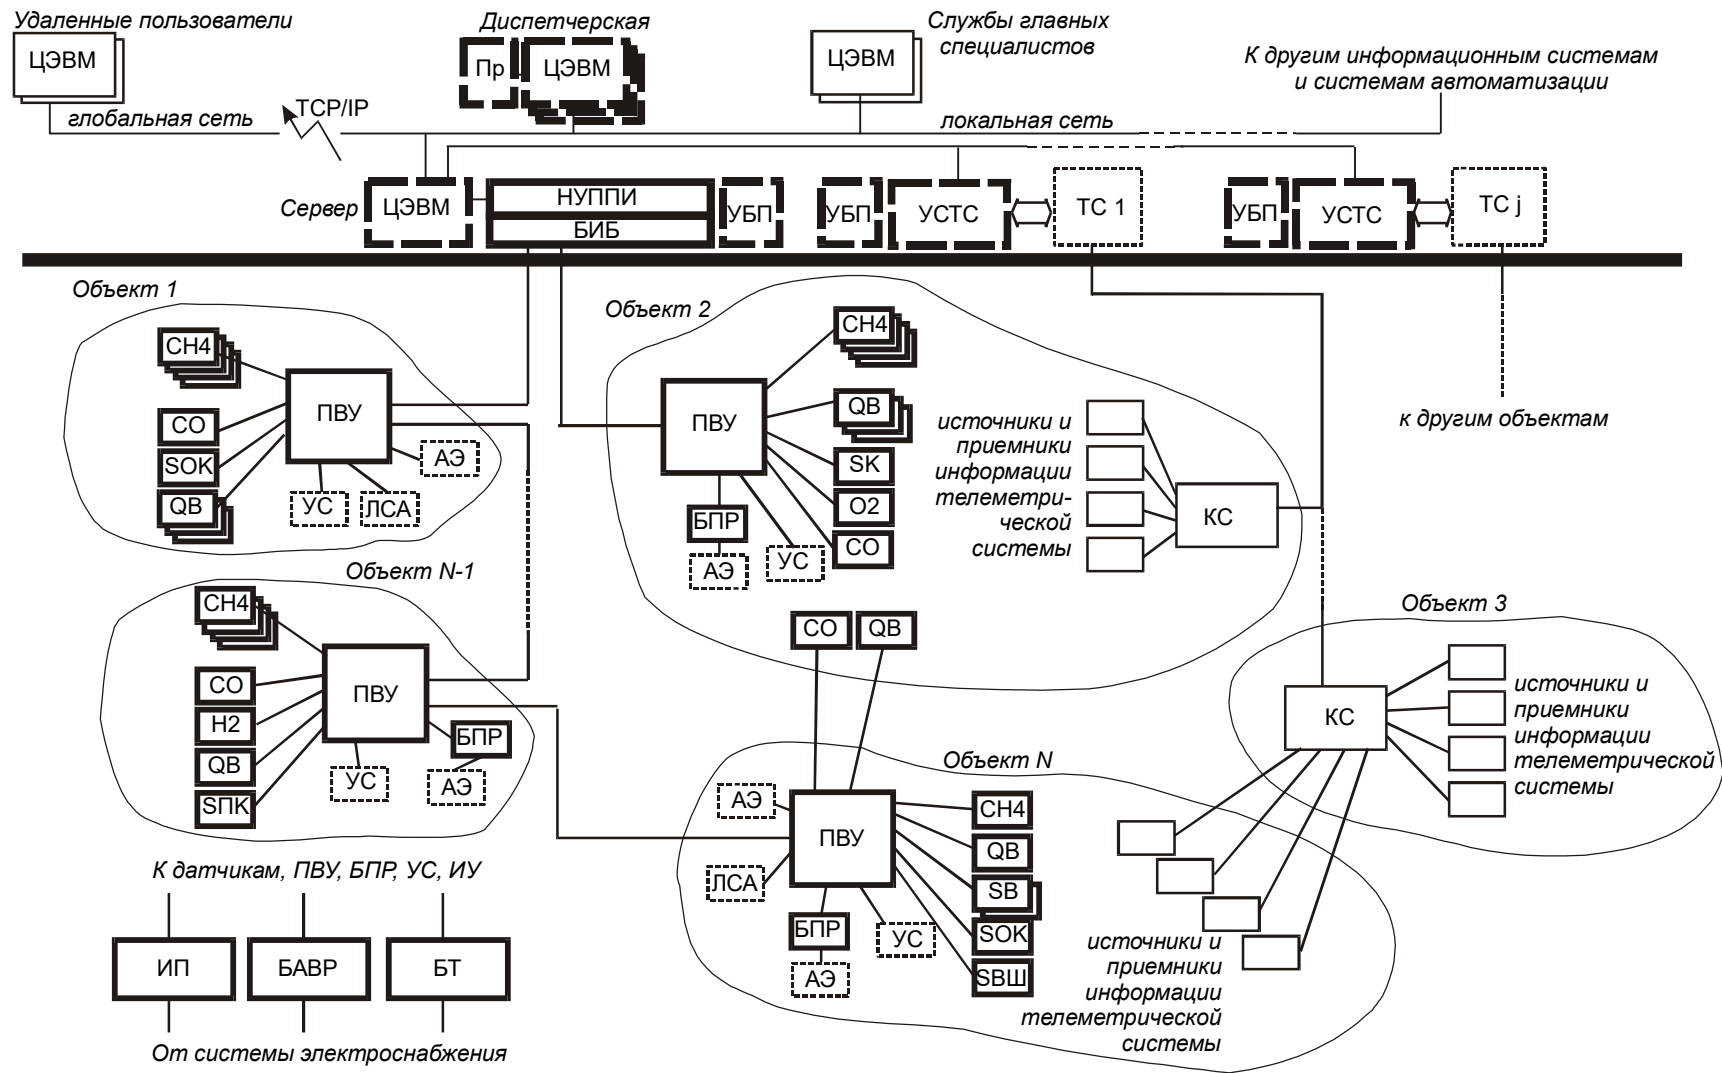 Удаленные пользователи
ЦЭВМ
Диспетчерская
Пр
ЦЭВМ
Службы главных
специалистов
ЦЭВМ
К другим информационным системам
и системам автоматизации
глобальная сеть
TCP/IP
локальная сеть
Сервер
ЦЭВМ
НУППИ
БИБ
УБП
УБП
УСТС
ТС 1
УБП
УСТС
ТС j
Объект 1
CH4
CO
SOK
QB
ПВУ
АЭ
УС
ЛСА
Объект 2
CH4
QB
SK
O2
CO
ПВУ
БПР
АЭ
УС
источники и
приемники
информации
телеметри-
ческой
системы
КС
к другим объектам
Объект N-1
CH4
CO
H2
QB
SПК
ПВУ
УС
БПР
АЭ
Объект 3
КС
источники и
приемники
информации
телеметрической
системы
CO
QB
Объект N
АЭ
ЛСА
ПВУ
БПР
АЭ
УС
CH4
QB
SB
SOK
SВШ
источники и
приемники
информации
телеметрической
системы
К датчикам, ПВУ, БПР, УС, ИУ
ИП
БАВР
БТ
От системы электроснабжения